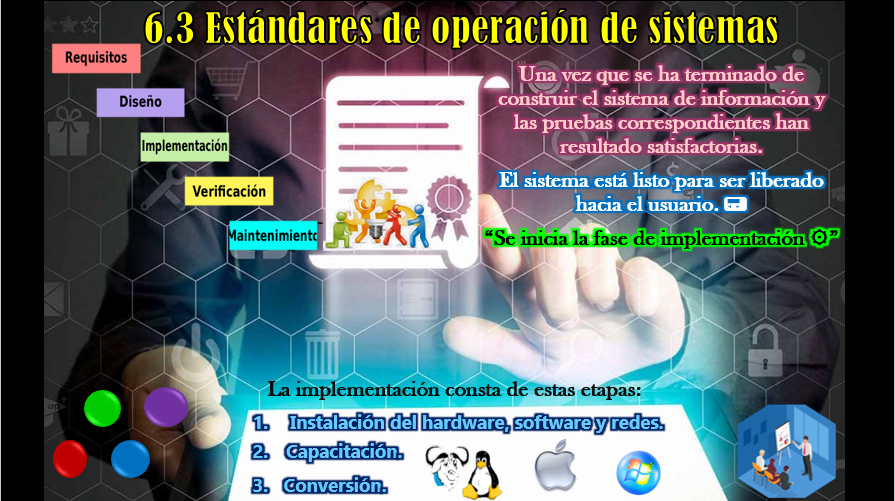 6.3 Estándares de operación de sistemas
Requisitos
Diseño
Implementación
Verificación
Maintenimiento
Una vez que se ha terminado de
construir el sistema de información y
las pruebas correspondientes han
resultado satisfactorias.
El sistema está listo para ser liberado
hacia el usuario.
“Se inicia la fase de implementación ⚙”
La implementación consta de estas etapas:
1. Instalación del hardware, software y redes.
2. Capacitación.
3. Conversión.